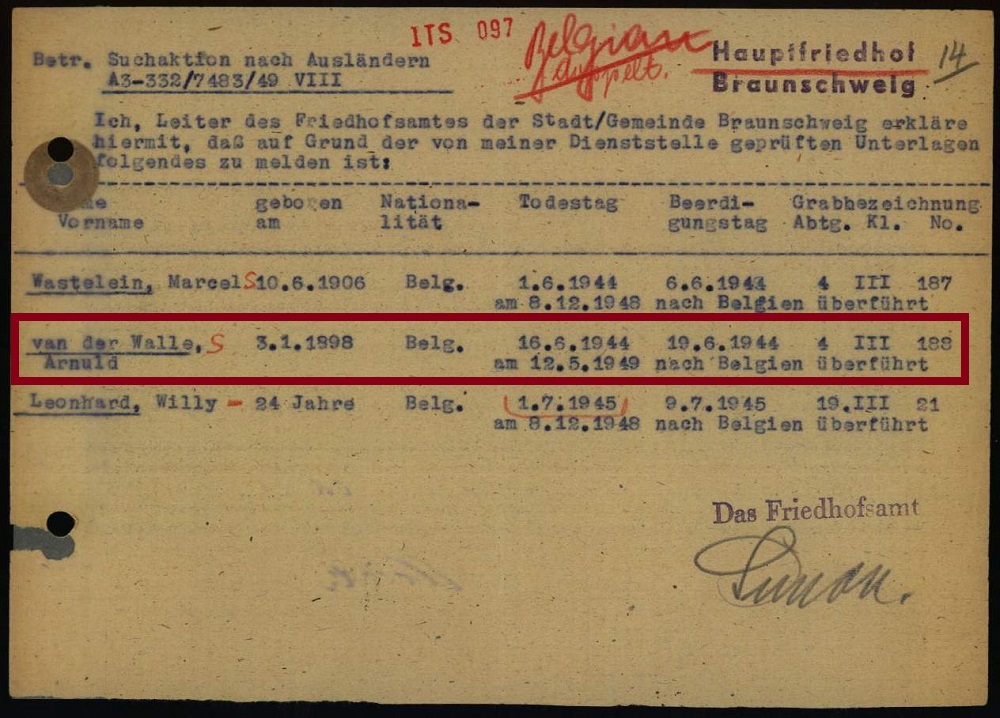 ITS 097
Belgian
doppelt.
Hauptfriedhof
Braunschweig
14
Betr. Suchaktion nach Ausländern
A3-332/7483/49 VIII
Ich, Leiter des Friedhofsamtes der Stadt/Gemeinde Braunschweig erkläre
hiermit, daß auf Grund der von meiner Dienststelle geprüften Unterlagen
folgendes zu melden ist:
me geboren Nationa- Todestag Beerdi- Grabbezeichnung
Vorname am lität gungstag Abtg. Kl. No.
Wastelein, Marcel S 10.6.1906 Belg. 1.6.1944 6.6.1944 4 III 187
am 8.12.1948 nach Belgien überführt
van der Walle, S 3.1.1898 Belg. 16.6.1944 19.6.1944 4 III 188
Arnuld am 12.5.1949 nach Belgien überführt
Leonhard, Willy - 24 Jahre Belg. 1.7.1945 9.7.1945 19.III 21
am 8.12.1948 nach Belgien überführt
Das Friedhofsamt